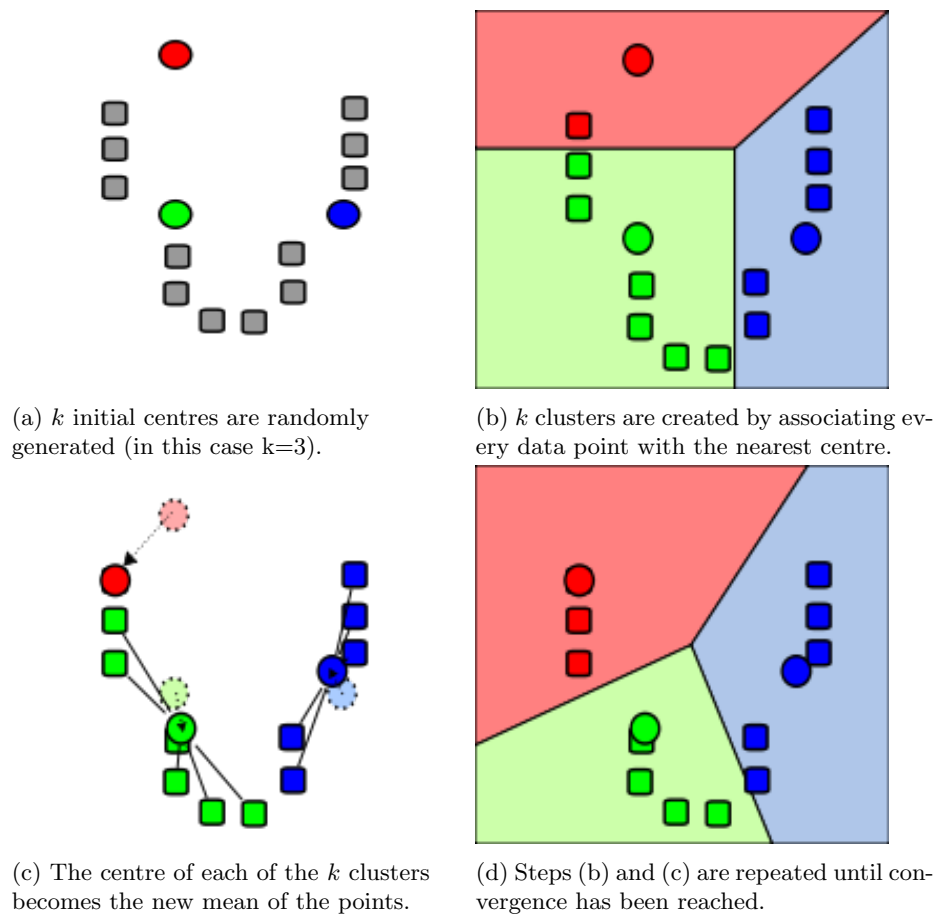 (a) k initial centres are randomly
generated (in this case k=3).
(b) k clusters are created by associating ev-
ery data point with the nearest centre.
(c) The centre of each of the k clusters
becomes the new mean of the points.
(d) Steps (b) and (c) are repeated until con-
vergence has been reached.